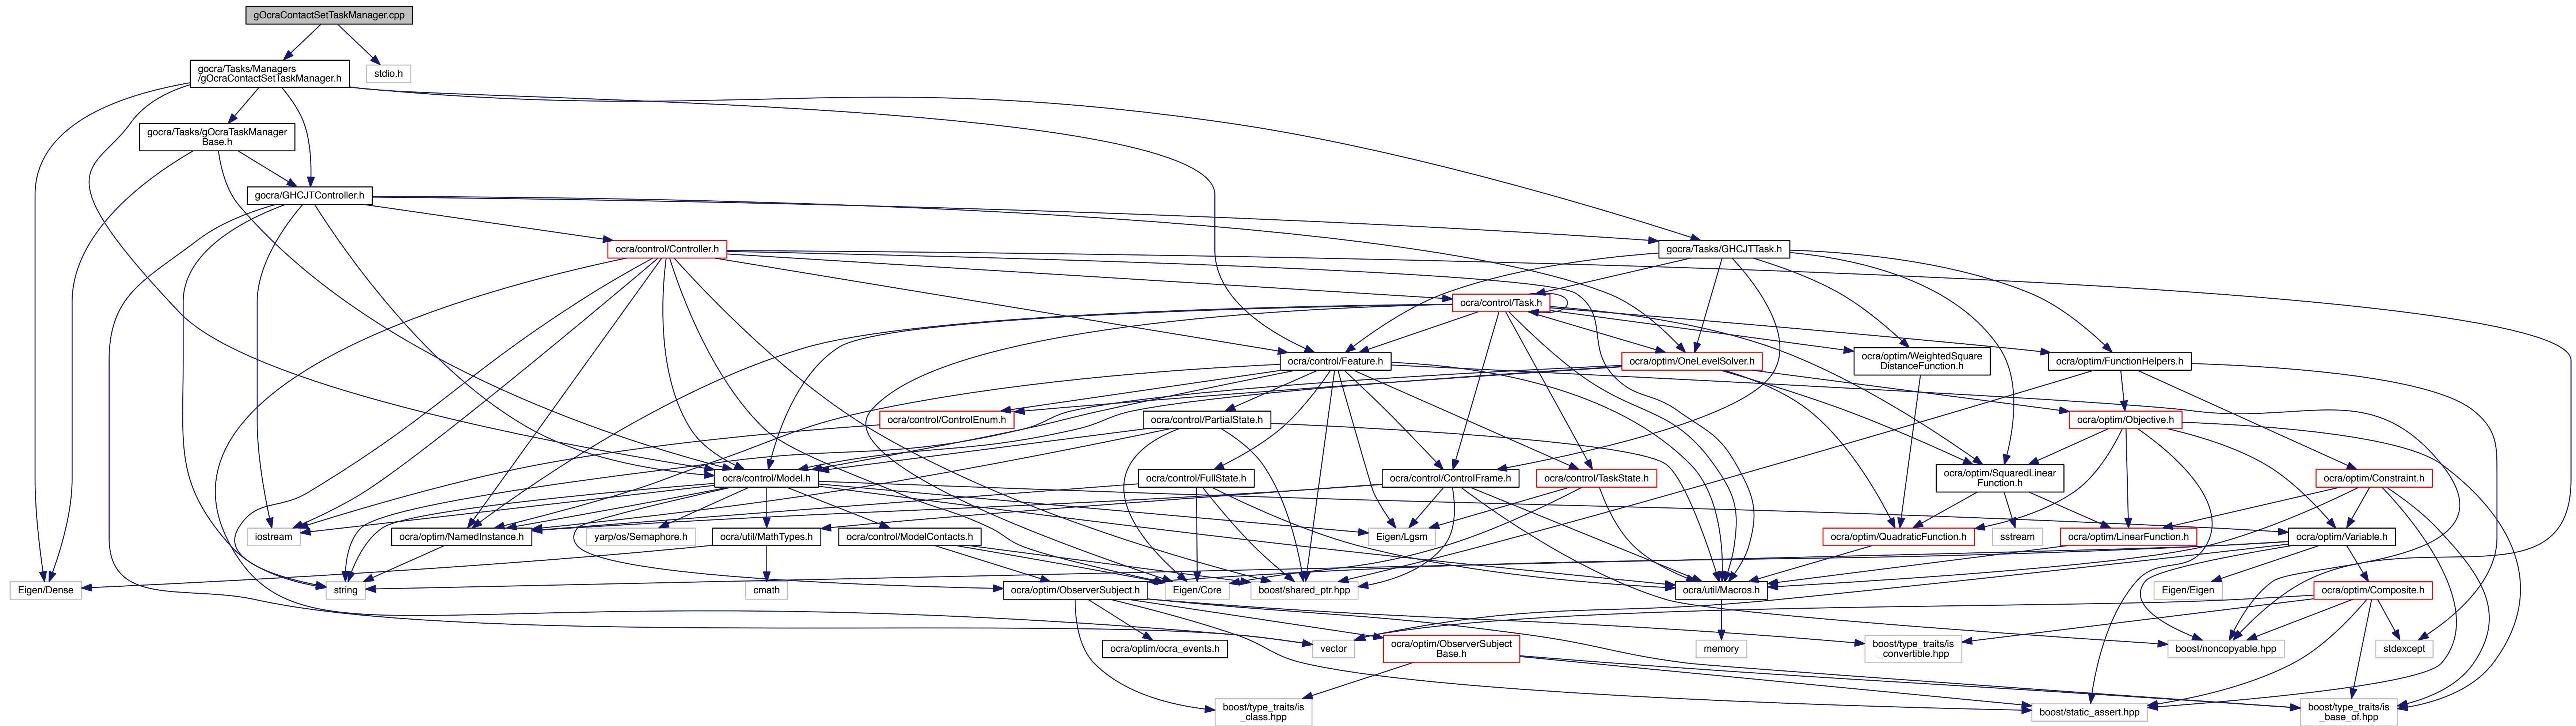 gOcraContactSetTaskManager.cpp
gocra/Tasks/Managers
/gOcraContactSetTaskManager.h
stdio.h
gocra/Tasks/gOcraTaskManager
Base.h
gocra/GHCJTController.h
ocra/control/Controller.h
gocra/Tasks/GHCJTTask.h
ocra/control/Task.h
ocra/control/Feature.h
ocra/optim/OneLevelSolver.h
ocra/optim/WeightedSquare
DistanceFunction.h
ocra/optim/FunctionHelpers.h
ocra/control/ControlEnum.h
ocra/control/PartialState.h
ocra/optim/Objective.h
ocra/control/Model.h
ocra/control/FullState.h
ocra/control/ControlFrame.h
ocra/control/TaskState.h
ocra/optim/SquaredLinear
Function.h
ocra/optim/Constraint.h
iostream
ocra/optim/NamedInstance.h
yarp/os/Semaphore.h
ocra/util/MathTypes.h
ocra/control/ModelContacts.h
Eigen/Lgsm
ocra/optim/QuadraticFunction.h
sstream
ocra/optim/LinearFunction.h
ocra/optim/Variable.h
Eigen/Dense
string
cmath
ocra/optim/ObserverSubject.h
Eigen/Core
boost/shared_ptr.hpp
ocra/util/Macros.h
Eigen/Eigen
ocra/optim/Composite.h
ocra/optim/ocra_events.h
vector
ocra/optim/ObserverSubject
Base.h
memory
boost/type_traits/is
_convertible.hpp
boost/noncopyable.hpp
stdexcept
boost/type_traits/is
_class.hpp
boost/static_assert.hpp
boost/type_traits/is
_base_of.hpp